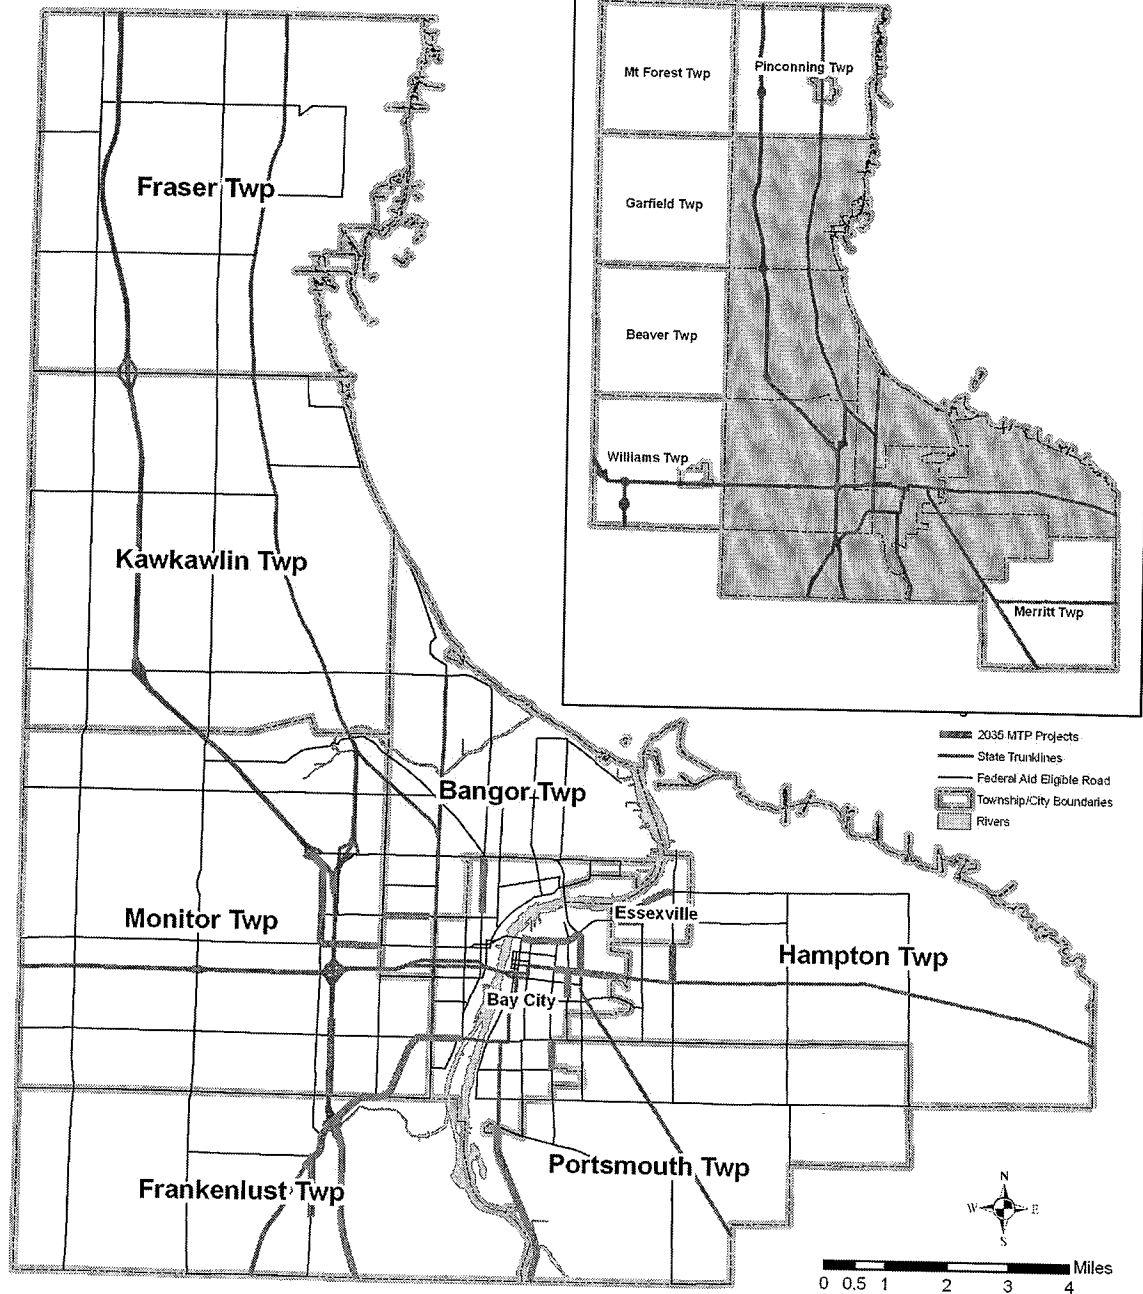 Mt Forest Twp
Pinconning Twp
Garfield Twp
Beaver Twp
Williams Twp
Merritt Twp
Fraser Twp
Kawkawlin Twp
Bangor Twp
Monitor Twp
Essexville
Hampton Twp
Bay City
Portsmouth Twp
Frankenlust Twp
2035 MTP Projects
State Trunklines
Federal Aid Eligible Road
Township/City Boundaries
Rivers
N
W E
S
Miles
0 0.5 1 2 3 4